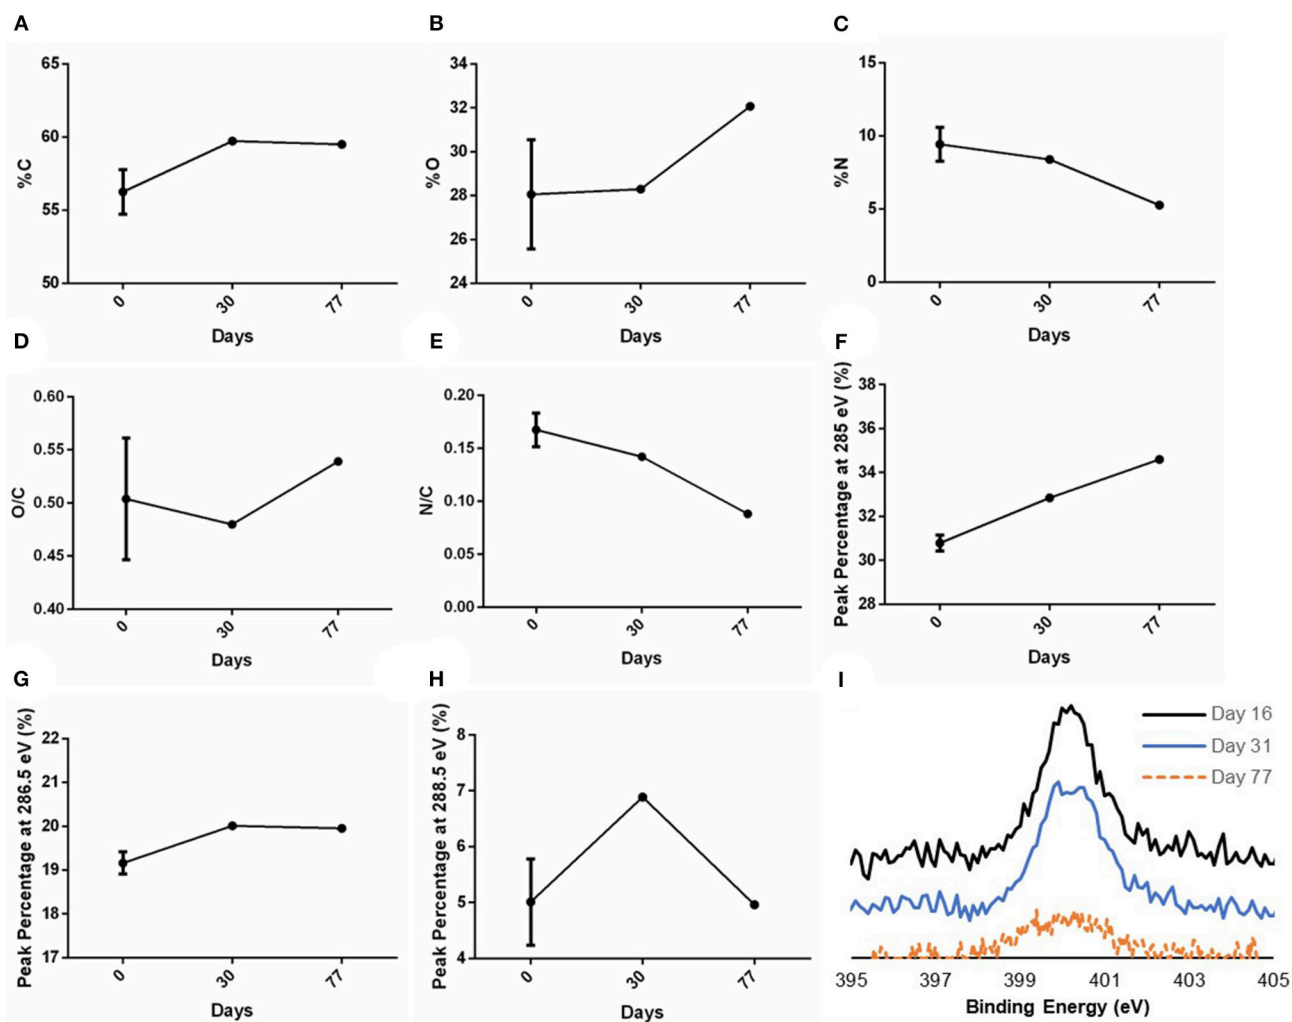 A
65
60
55
50
%C
0
30
77
Days
B
34
32
30
28
26
24
%O
0
30
77
Days
C
15
10
5
0
%N
0
30
77
Days
D
0.60
0.55
0.50
0.45
0.40
O/C
0
30
77
Days
E
0.20
0.15
0.10
0.05
0.00
N/C
0
30
77
Days
F
38
36
34
32
30
28
Peak Percentage at 285 eV (%)
0
30
77
Days
G
22
21
20
19
18
17
Peak Percentage at 286.5 eV (%)
0
30
77
Days
H
8
7
6
5
4
Peak Percentage at 288.5 eV (%)
0
30
77
Days
I
Day 16
Day 31
Day 77
395 397 399 401 403 405
Binding Energy (eV)